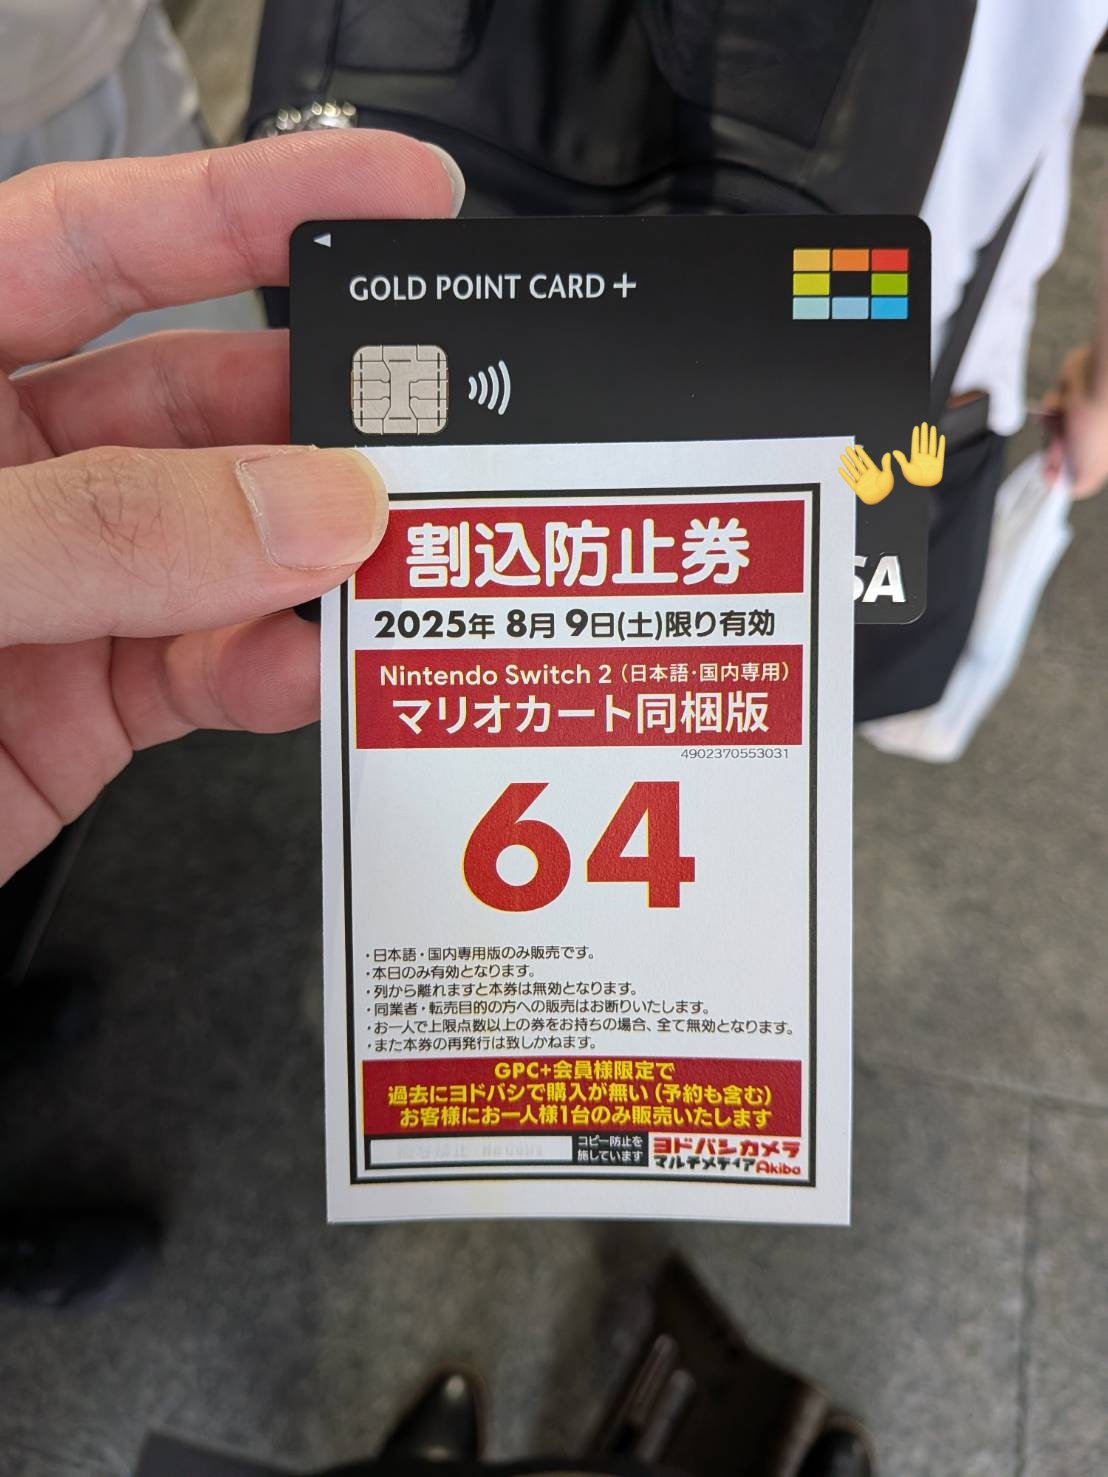 GOLD POINT CARD +
SA
割込防止券
2025年 8月 9日(土)限り有効
Nintendo Switch 2 (日本語・国内専用)
マリオカート同梱版
4902370553031
64
・日本語・国内専用版のみ販売です。
・本日のみ有効となります。
・列から離れますと本券は無効となります。
・同業者・転売目的の方への販売はお断りいたします。
・お一人で上限点数以上の券をお持ちの場合、全て無効となります。
・また本券の再発行は致しかねます。
GPC+会員様限定で
過去にヨドバシで購入が無い (予約も含む)
お客様にお一人様1台のみ販売いたします
コピー防止を
施しています
ヨドバシカメラ
マルチメディアAkiba